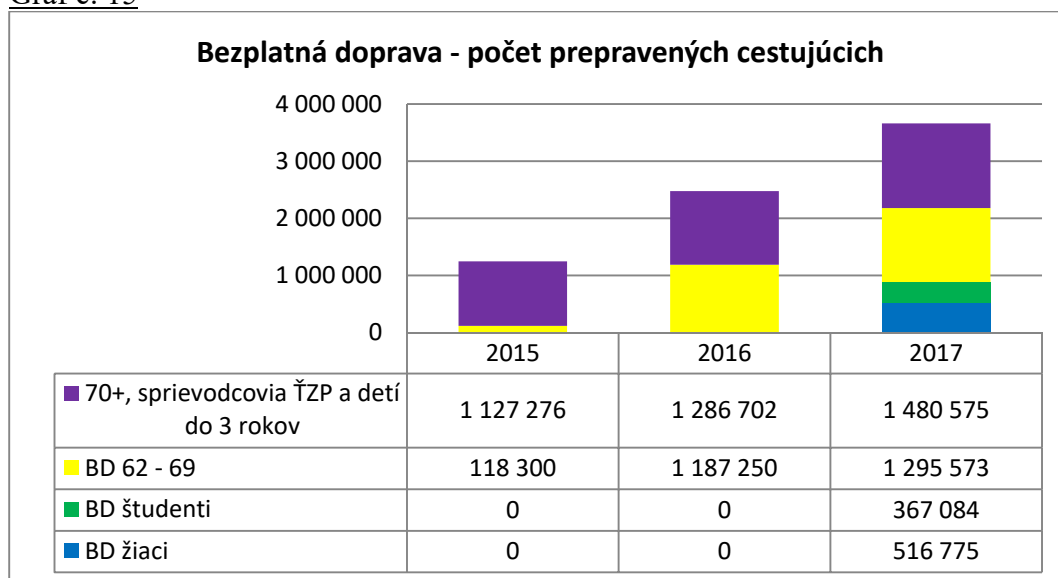 Graf č. 15
Bezplatná doprava - počet prepravených cestujúcich
4 000 000
3 000 000
2 000 000
1 000 000
0
2015 2016 2017
70+, sprievodcovia ŤZP a detí do 3 rokov 1 127 276 1 286 702 1 480 575
BD 62 - 69 118 300 1 187 250 1 295 573
BD študenti 0 0 367 084
BD žiaci 0 0 516 775